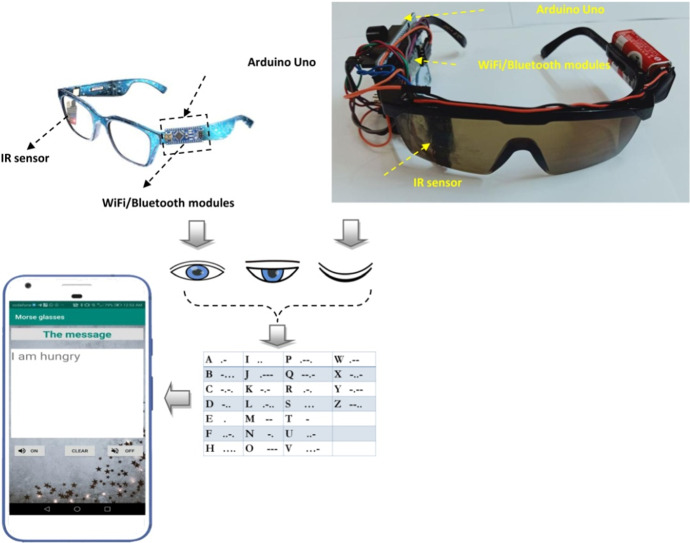 Arduino Uno
IR sensor
WiFi/Bluetooth modules
Arduino Uno
WiFi/Bluetooth modules
IR sensor
Morse glasses
The message
I am hungry
ON
CLEAR
OFF
A .- I .. P .--. W .--
B -... J .--- Q --.- X -..-
C -.-. K -.- R .-. Y -.--
D -.. L .-.. S ... Z --..
E . M -- T -
F ..-. N -. U ..-
H .... O --- V ...-